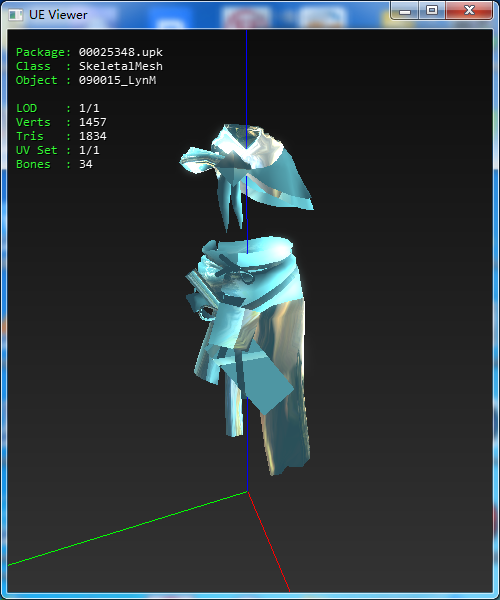 UE Viewer
Package: 00025348.upk
Class : SkeletalMesh
Object : 090015_LynM
LOD : 1/1
Verts : 1457
Tris : 1834
UV Set : 1/1
Bones : 34